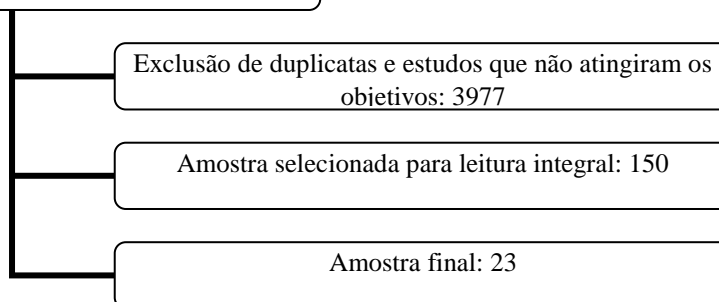 Exclusão de duplicatas e estudos que não atingiram os
objetivos: 3977
Amostra selecionada para leitura integral: 150
Amostra final: 23